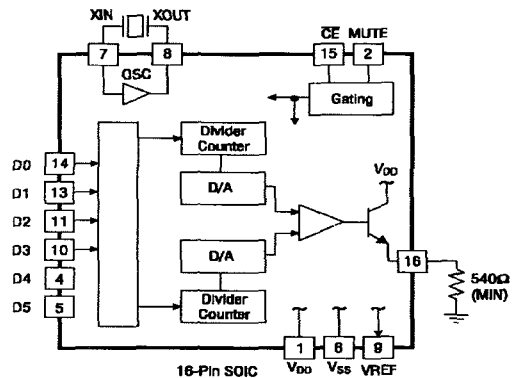 XIN XOUT
7 8
OSC
CE MUTE
15 2
Gating
Divider
Counter
D/A
D0 14
D1 13
D2 11
D3 10
D4 4
D5 5
D/A
Divider
Counter
VDD
16
540Ω
(MIN)
1 6 9
VDD VSS VREF
16-Pin SOIC